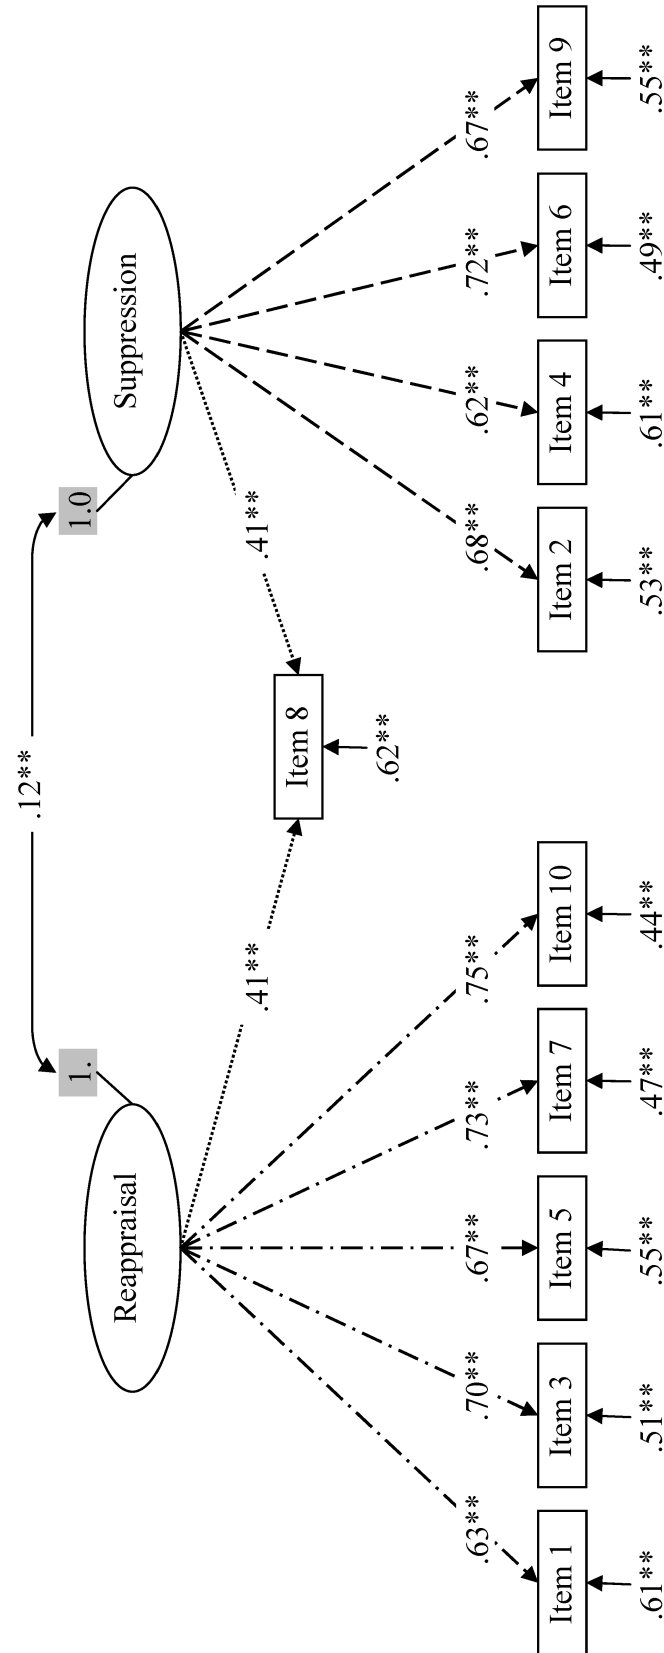 .12**
1.
1.0
Reappraisal
Suppression
.41**
.41**
Item 8
.62**
.63**
.70**
.67**
.73**
.75**
.68**
.62**
.72**
.67**
Item 1
Item 3
Item 5
Item 7
Item 10
Item 2
Item 4
Item 6
Item 9
.61**
.51**
.55**
.47**
.44**
.53**
.61**
.49**
.55**